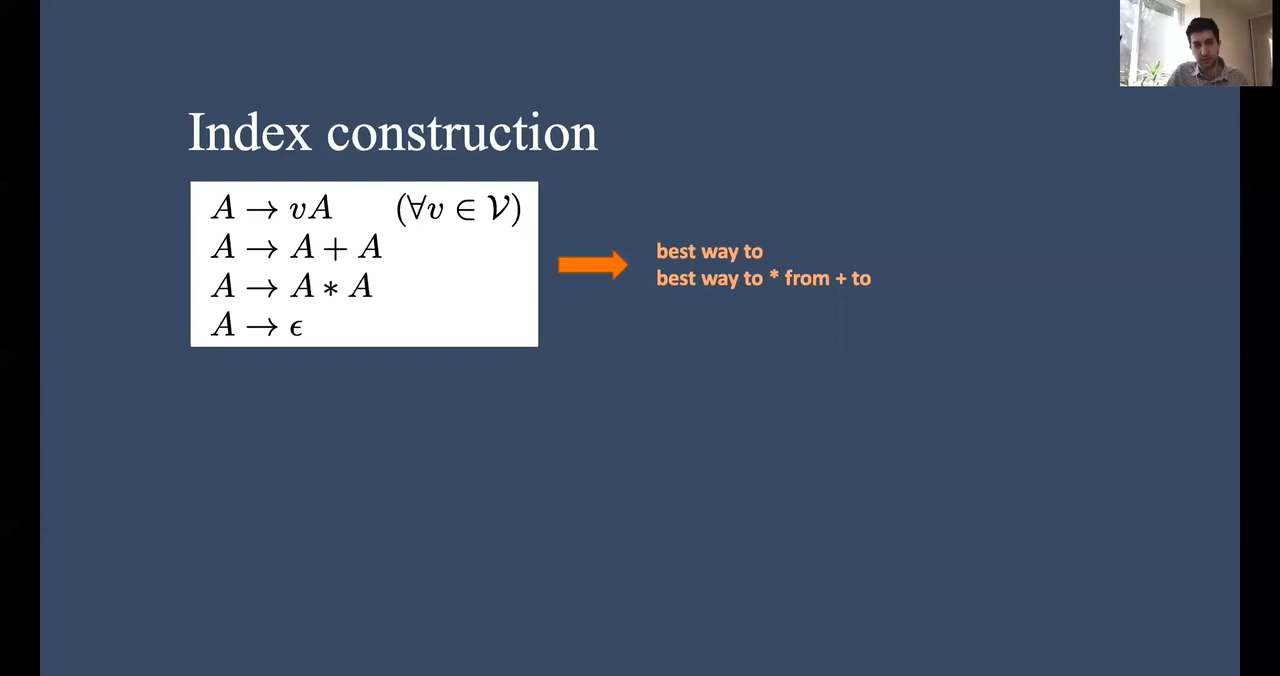 Index construction
A → vA (∀v ∈ 𝒱)
A → A + A
A → A * A
A → ϵ
best way to
best way to * from + to